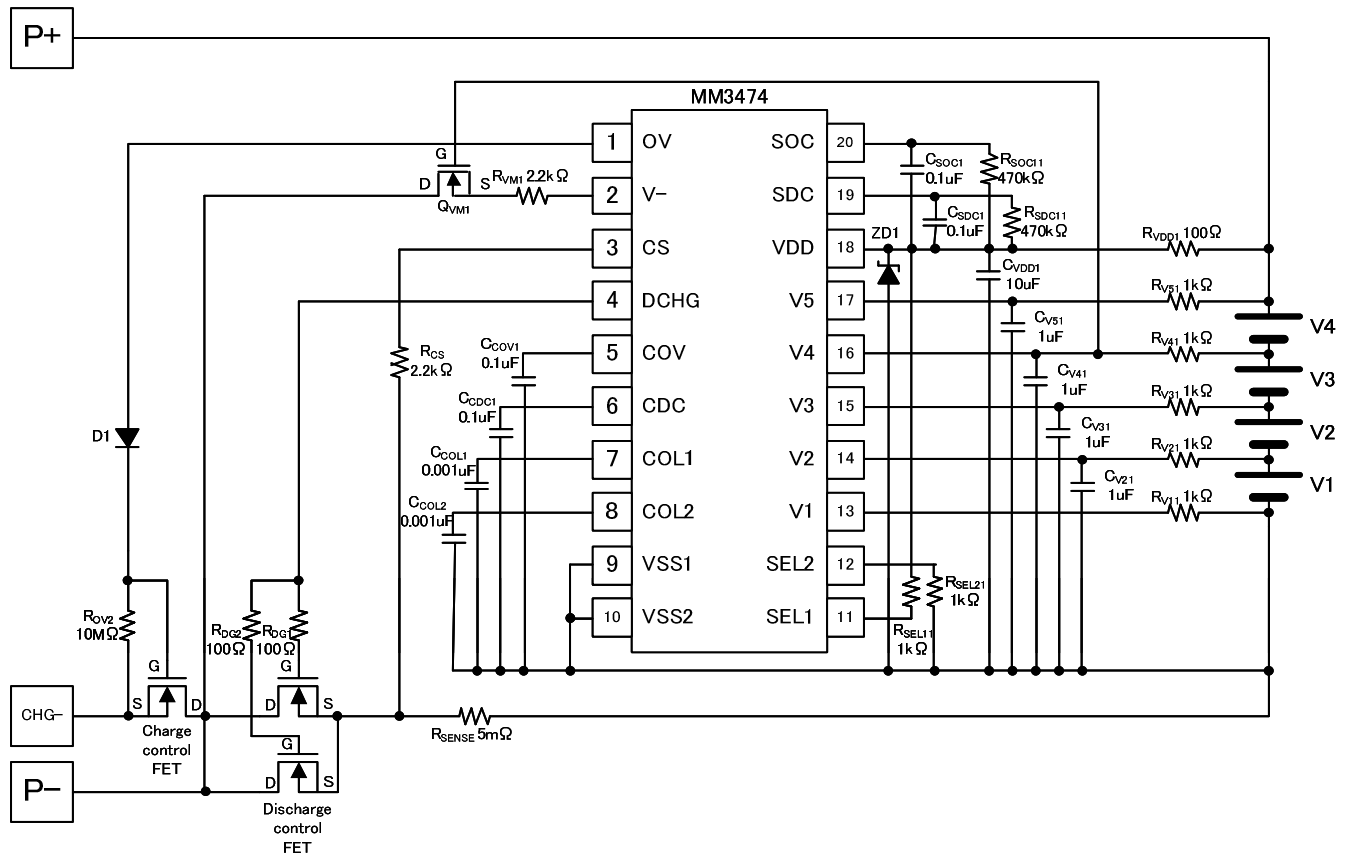 P+
MM3474
1 OV SOC 20
2 V− SDC 19
3 CS VDD 18
4 DCHG V5 17
5 COV V4 16
6 CDC V3 15
7 COL1 V2 14
8 COL2 V1 13
9 VSS1 SEL2 12
10 VSS2 SEL1 11
G
D S
QVM1
RVM1 2.2kΩ
CSOC1
0.1uF
RSOC11
470kΩ
CSDC1
0.1uF
RSDC11
470kΩ
ZD1
RVDD1 100Ω
CVDD1
10uF
RV51 1kΩ
CV51
1uF
V4
RV41 1kΩ
CV41
1uF
V3
RV31 1kΩ
CV31
1uF
V2
RV21 1kΩ
CV21
1uF
V1
RV11 1kΩ
RCS
2.2kΩ
CCOV1
0.1uF
CCDC1
0.1uF
CCOL1
0.001uF
CCOL2
0.001uF
D1
RSEL21
1kΩ
RSEL11
1kΩ
ROV2
10MΩ
RDG2
100Ω
RDG1
100Ω
G
S D
G
D S
CHG−
Charge
control
FET
RSENSE 5mΩ
G
D S
P−
Discharge
control
FET